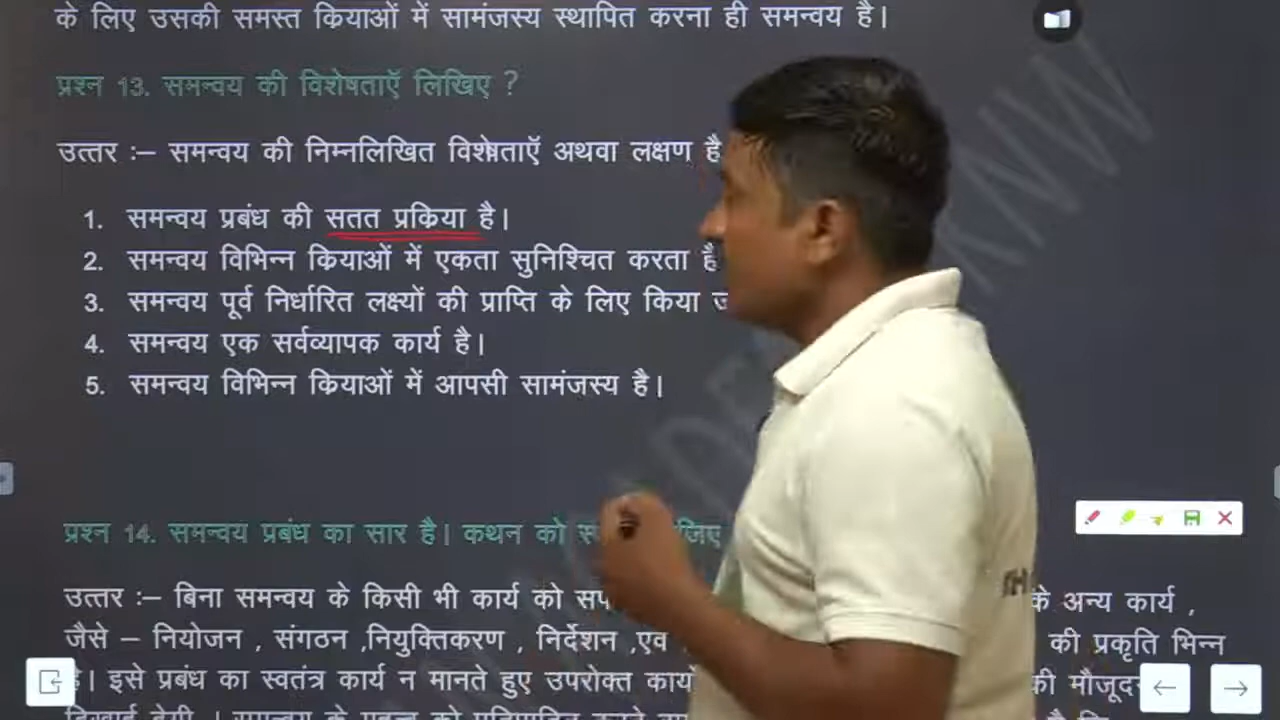 के लिए उसकी समस्त क्रियाओं में सामंजस्य स्थापित करना ही समन्वय है।
प्रश्न 13. समन्वय की विशेषताऍ लिखिए ?
उत्तर :– समन्वय की निम्नलिखित विशेषताऍ अथवा लक्षण है
1. समन्वय प्रबंध की सतत प्रकिया है।
2. समन्वय विभिन्न क्रियाओं में एकता सुनिश्चित करता है
3. समन्वय पूर्व निर्धारित लक्ष्यों की प्राप्ति के लिए किया
4. समन्वय एक सर्वव्यापक कार्य है।
5. समन्वय विभिन्न क्रियाओं में आपसी सामंजस्य है।
प्रश्न 14. समन्वय प्रबंध का सार है। कथन को
उत्तर :– बिना समन्वय के किसी भी कार्य को के अन्य कार्य ,
जैसे – नियोजन , संगठन ,नियुक्तिकरण , निर्देशन ,एव की प्रकृति भिन्न
है। इसे प्रबंध का स्वतंत्र कार्य न मानते हुए उपरोक्त की